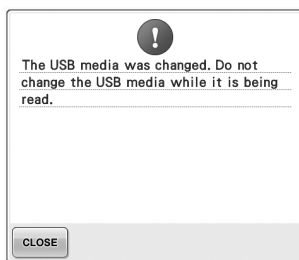 The USB media was changed. Do not
change the USB media while it is being
read.
CLOSE